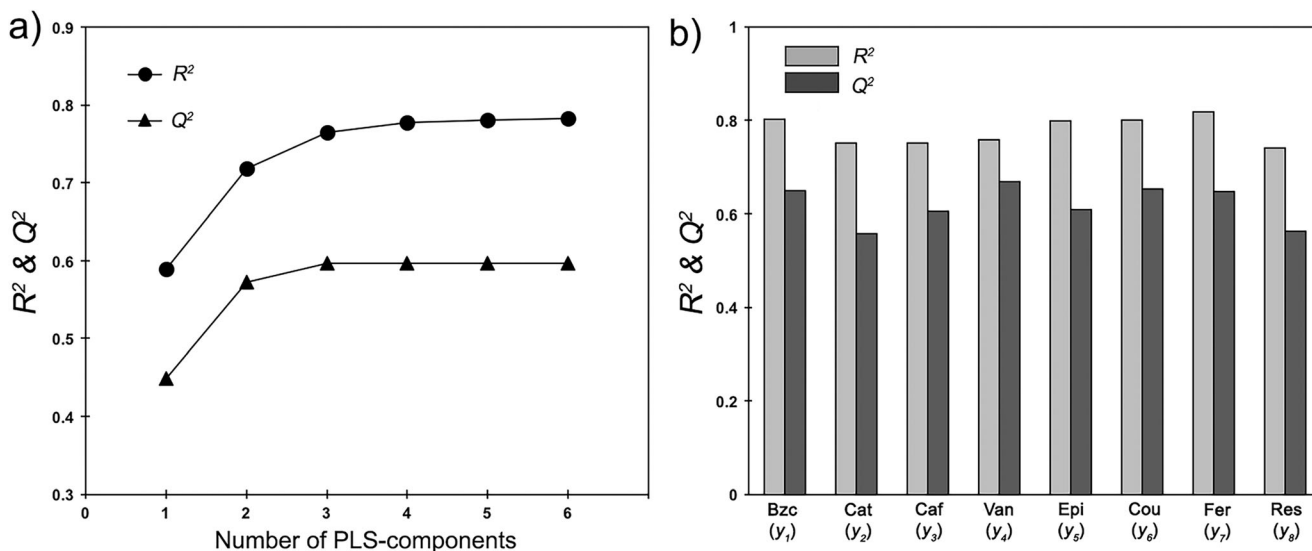 a)
0.9
0.8
0.7
0.6
0.5
0.4
0.3
R² & Q²
R²
Q²
0 1 2 3 4 5 6
Number of PLS-components
b)
1
0.8
0.6
0.4
0.2
0
R² & Q²
R²
Q²
Bzc Cat Caf Van Epi Cou Fer Res
(y₁) (y₂) (y₃) (y₄) (y₅) (y₆) (y₇) (y₈)